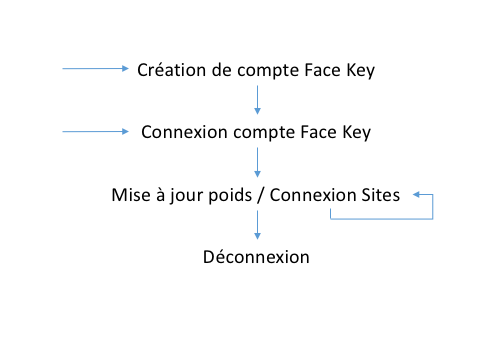 Création de compte Face Key
Connexion compte Face Key
Mise à jour poids / Connexion Sites
Déconnexion